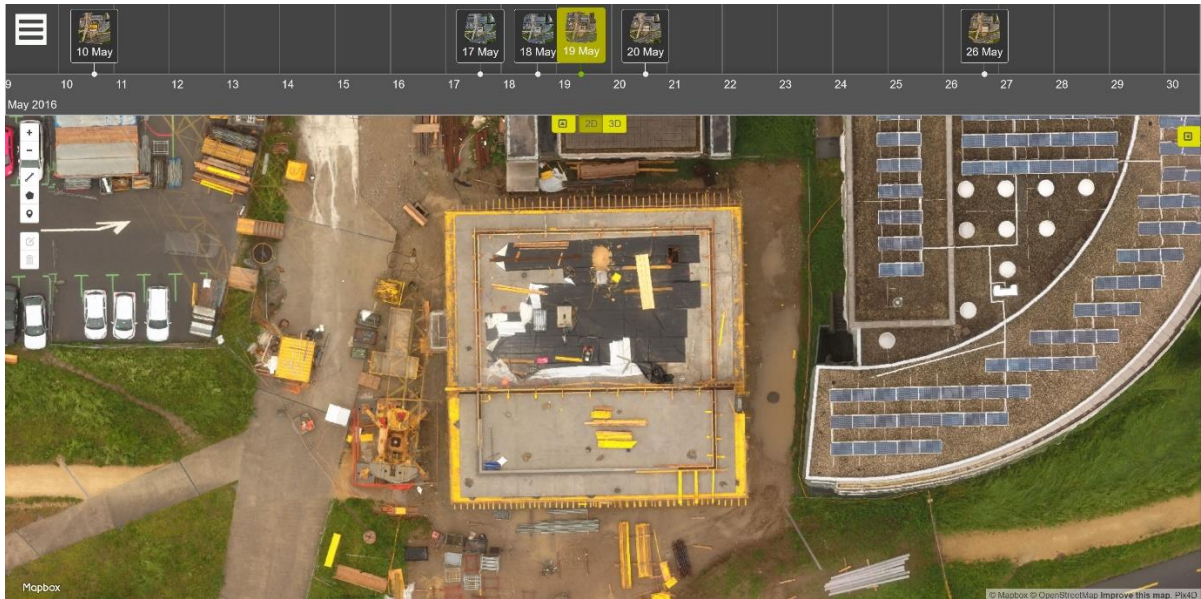 10 May
17 May
18 May
19 May
20 May
26 May
9 10 11 12 13 14 15 16 17 18 19 20 21 22 23 24 25 26 27 28 29 30
May 2016
2D 3D
+
−
Mapbox
© Mapbox © OpenStreetMap Improve this map. Pix4D